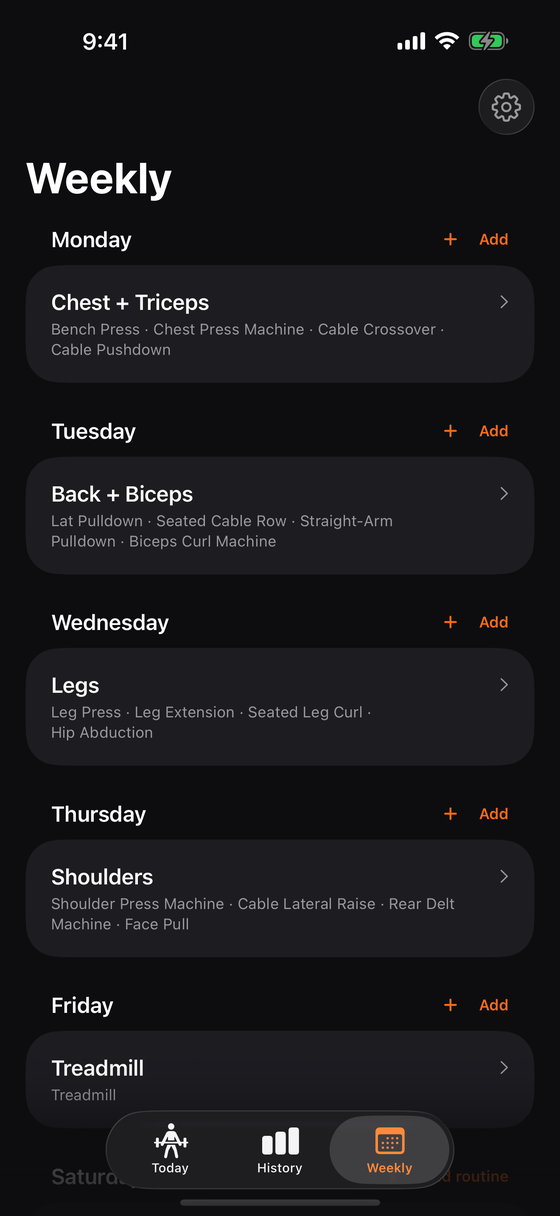 9:41
Weekly
Monday
+ Add
Chest + Triceps
Bench Press · Chest Press Machine · Cable Crossover ·
Cable Pushdown
Tuesday
+ Add
Back + Biceps
Lat Pulldown · Seated Cable Row · Straight-Arm
Pulldown · Biceps Curl Machine
Wednesday
+ Add
Legs
Leg Press · Leg Extension · Seated Leg Curl ·
Hip Abduction
Thursday
+ Add
Shoulders
Shoulder Press Machine · Cable Lateral Raise · Rear Delt
Machine · Face Pull
Friday
+ Add
Treadmill
Treadmill
Saturday
routine
Today
History
Weekly